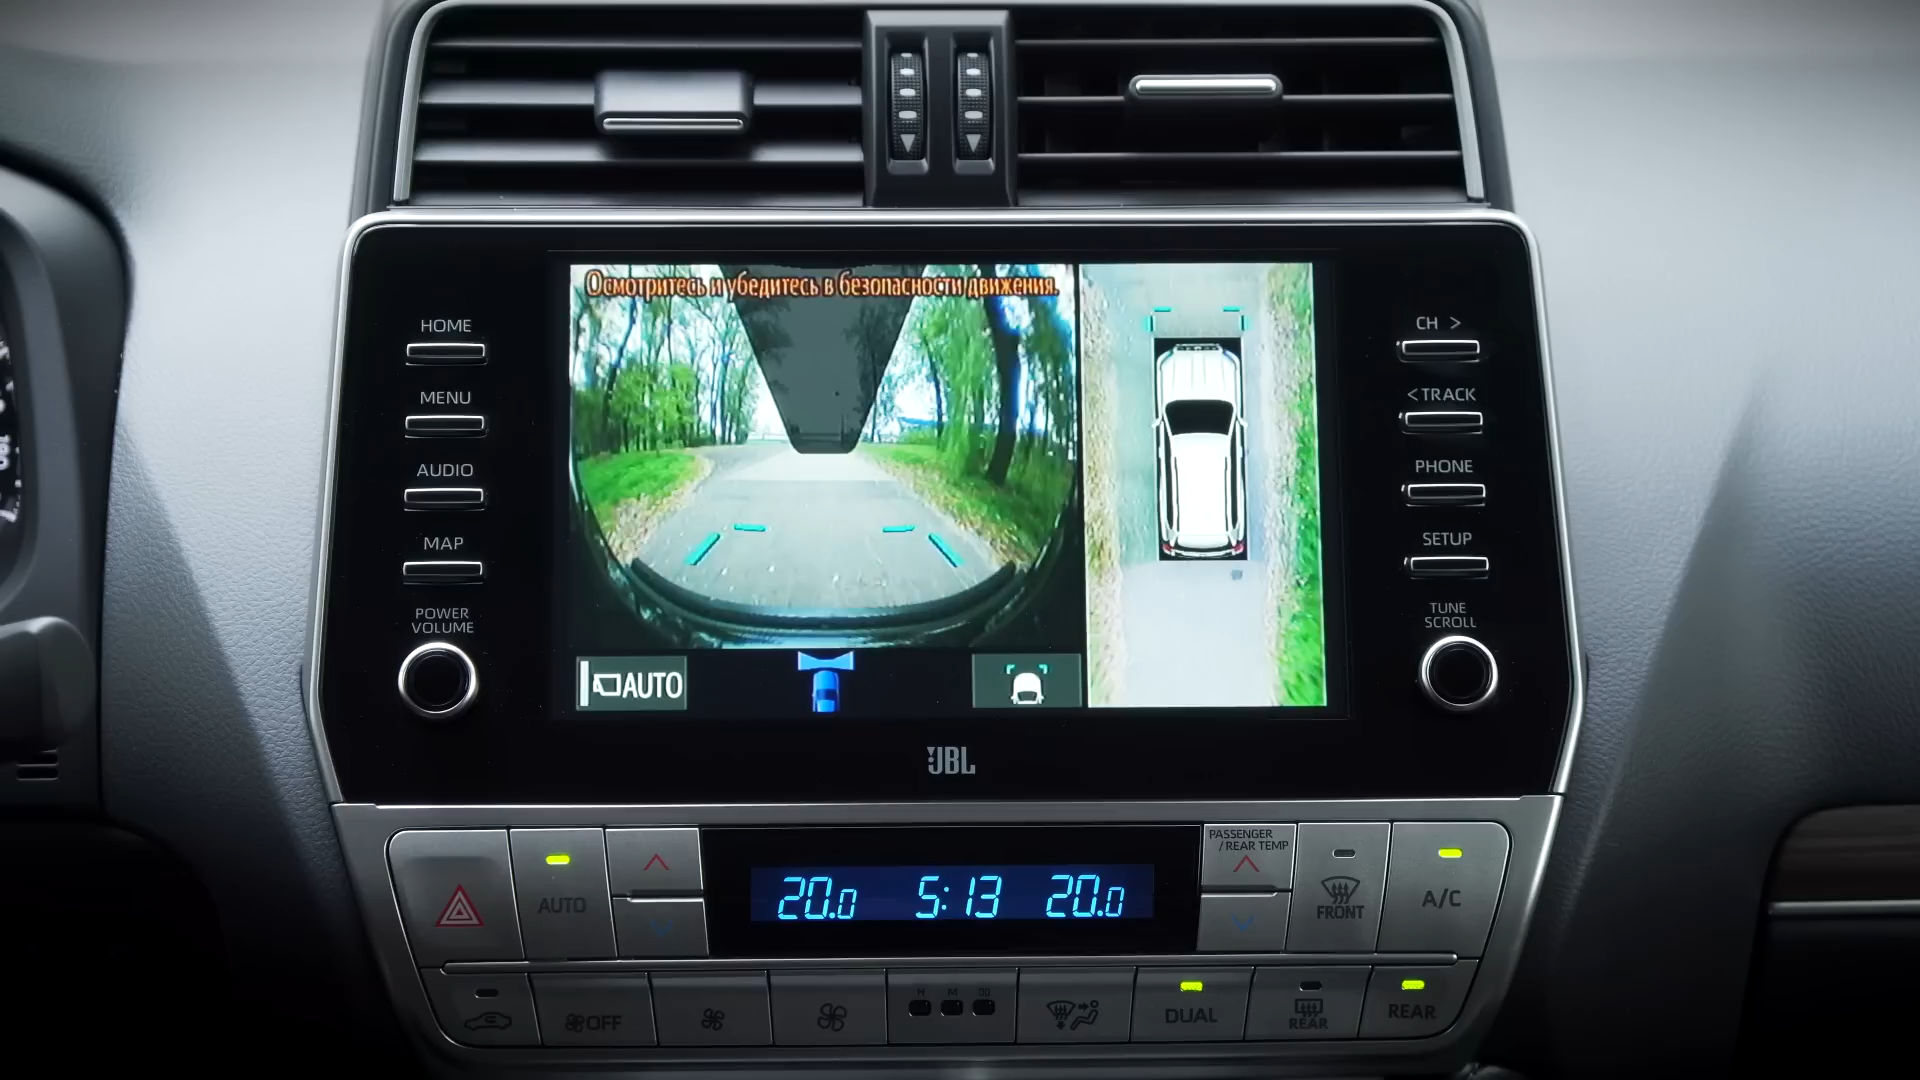 Осмотритесь и убедитесь в безопасности движения.
HOME
MENU
AUDIO
MAP
POWER
VOLUME
CH >
<TRACK
PHONE
SETUP
TUNE
SCROLL
AUTO
JBL
PASSENGER
/REAR TEMP
AUTO
20.0 5:13 20.0
FRONT
A/C
OFF
H M 00
DUAL
REAR
REAR